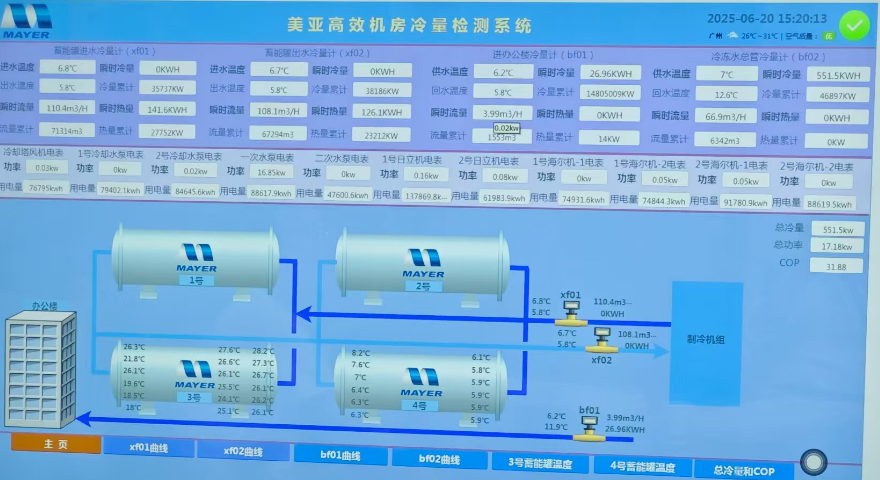 MAYER
美亚高效机房冷量检测系统
2025-06-20 15:20:13
广州 26℃~31℃ | 空气质量: 优
蓄能罐进水冷量计（xf01） 蓄能罐出水冷量计（xf02） 进办公楼冷量计（bf01） 冷冻水总管冷量计（bf02）
进水温度 6.8℃ 瞬时冷量 0KWH 进水温度 6.7℃ 瞬时冷量 0KWH 供水温度 6.2℃ 瞬时冷量 26.96KWH 供水温度 7℃ 瞬时冷量 551.5KWH
出水温度 5.8℃ 冷量累计 35737KW 出水温度 5.8℃ 冷量累计 38186KW 回水温度 5.8℃ 冷量累计 14805009KW 回水温度 12.6℃ 冷量累计 46897KW
瞬时流量 110.4m3/H 瞬时热量 141.6KWH 瞬时流量 108.1m3/H 瞬时热量 126.1KWH 瞬时流量 3.99m3/H 瞬时热量 0KWH 瞬时流量 66.9m3/H 瞬时热量 0KWH
0.02kw
流量累计 71314m3 热量累计 27752KW 流量累计 67294m3 热量累计 23212KW 流量累计 1553m3 热量累计 14KW 流量累计 6342m3 热量累计 0KW
冷却塔风机电表 1号冷却水泵电表 2号冷却水泵电表 一次水泵电表 二次水泵电表 1号日立机电表 2号日立机电表 1号海尔机-1电表 1号海尔机-2电表 2号海尔机-1电表 2号海尔机-2电表
功率 0.03kw 功率 0kw 功率 0.02kw 功率 16.85kw 功率 0kw 功率 0.16kw 功率 0.08kw 功率 0kw 功率 0.05kw 功率 0.05kw 功率 0kw
用电量 76795kwh 用电量 79402.1kwh 用电量 84645.6kwh 用电量 88617.9kwh 用电量 47600.6kwh 用电量 137869.8k··· 用电量 61983.9kwh 用电量 74931.6kwh 用电量 74844.3kwh 用电量 91780.9kwh 用电量 88619.5kwh
总冷量 551.5kw
总功率 17.18kw
COP 31.88
MAYER
1号
MAYER
2号
办公楼
xf01
6.8℃ 110.4m3···
5.8℃ 0KWH
6.7℃ 108.1m3···
5.8℃ 0KWH
xf02
制冷机组
26.3℃ 27.6℃ 28.2℃
21.8℃ 26.6℃ 27.3℃
26.1℃ 26.1℃ 26.7℃
19.6℃ 25.5℃ 26.1℃
18.5℃ 24.1℃ 26.2℃
18℃ 25.1℃ 26.1℃
MAYER
3号
8.2℃ 6.1℃
7.6℃ 5.8℃
7℃ 5.9℃
6.4℃ 5.9℃
6.3℃ 5.9℃
6.3℃ 5.9℃
MAYER
4号
bf01
6.2℃ 3.99m3/H
11.9℃ 26.96KWH
主页 xf01曲线 xf02曲线 bf01曲线 bf02曲线 3号蓄能罐温度 4号蓄能罐温度 总冷量和COP